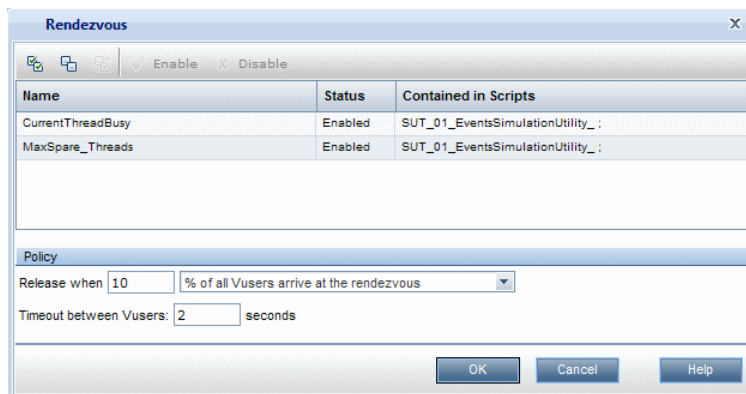 Rendezvous X
Enable X Disable
Name Status Contained in Scripts
CurrentThreadBusy Enabled SUT_01_EventsSimulationUtility_ ;
MaxSpare_Threads Enabled SUT_01_EventsSimulationUtility_ ;
Policy
Release when 10 % of all Vusers arrive at the rendezvous
Timeout between Vusers: 2 seconds
OK Cancel Help